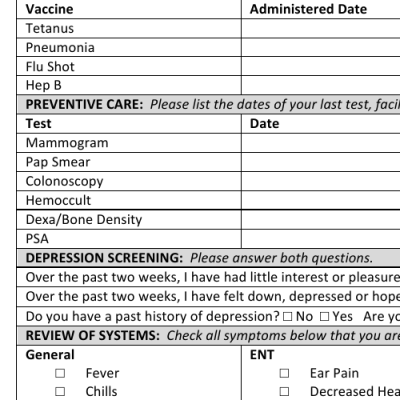 Vaccine Administered Date
Tetanus
Pneumonia
Flu Shot
Hep B
PREVENTIVE CARE: Please list the dates of your last test,
Test Date
Mammogram
Pap Smear
Colonoscopy
Hemoccult
Dexa/Bone Density
PSA
DEPRESSION SCREENING: Please answer both questions.
Over the past two weeks, I have had little interest or pleasure
Over the past two weeks, I have felt down, depressed or
Do you have a past history of depression? ☐ No ☐ Yes Are
REVIEW OF SYSTEMS: Check all symptoms below that you are
General ENT
☐ Fever ☐ Ear Pain
☐ Chills ☐ Decreased